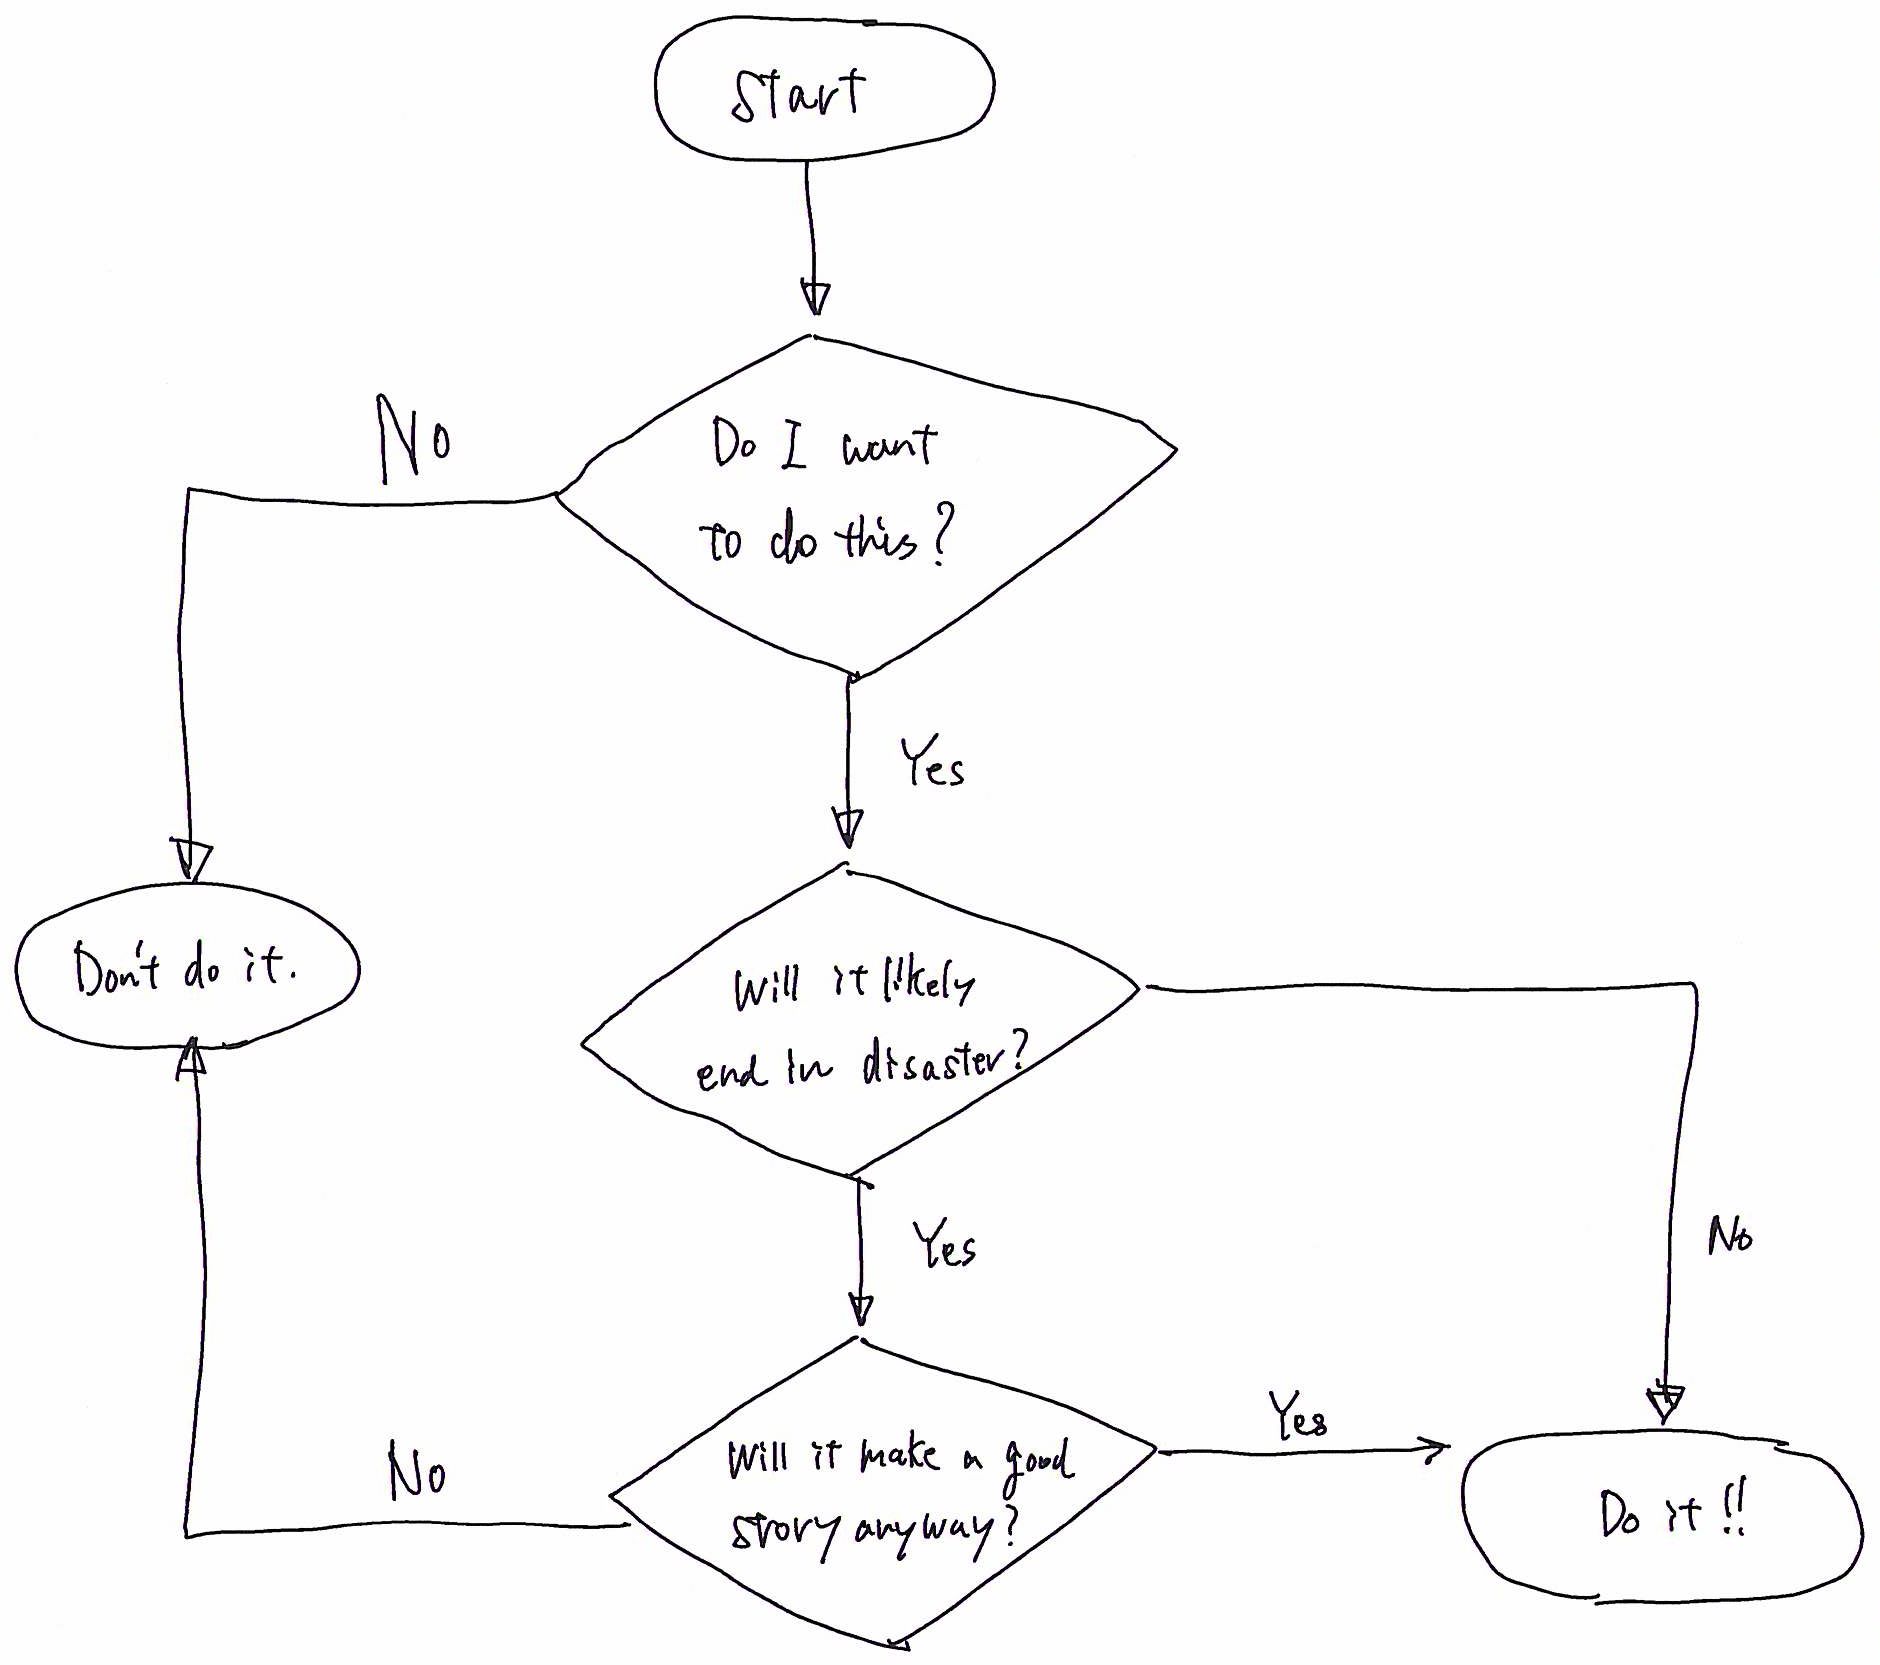 Start
No
Do I want
to do this?
Yes
Don't do it.
Will it likely
end in disaster?
Yes
No
No
Will it make a good
story anyway?
Yes
Do it!!